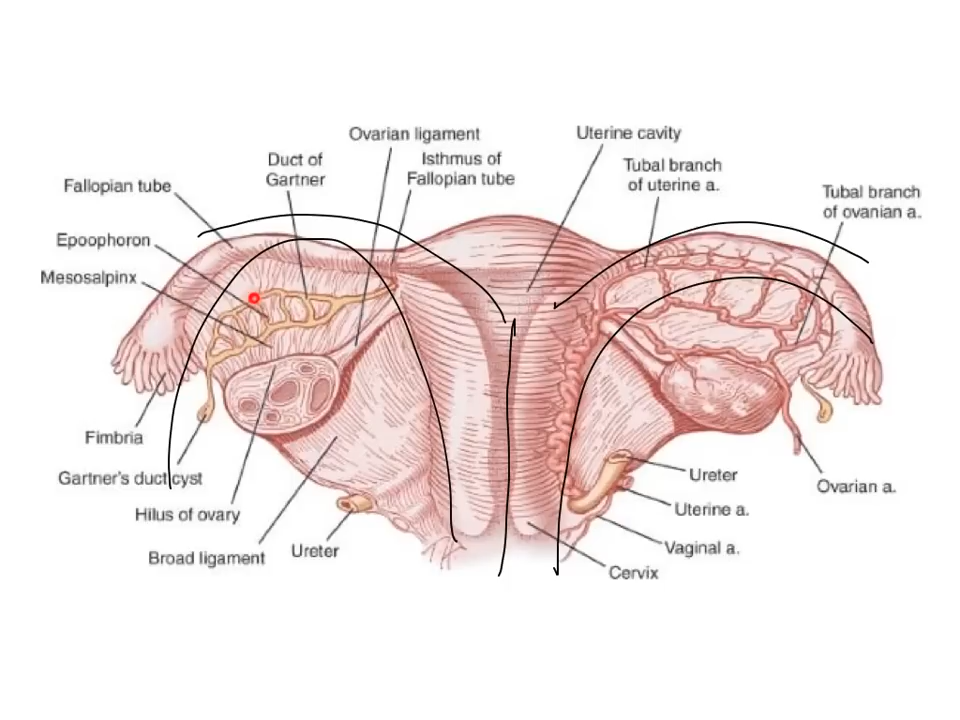 Ovarian ligament
Uterine cavity
Duct of
Gartner
Isthmus of
Fallopian tube
Tubal branch
of uterine a.
Fallopian tube
Tubal branch
of ovanian a.
Epoophoron
Mesosalpinx
Fimbria
Gartner's duct cyst
Hilus of ovary
Broad ligament
Ureter
Ureter
Uterine a.
Ovarian a.
Vaginal a.
Cervix